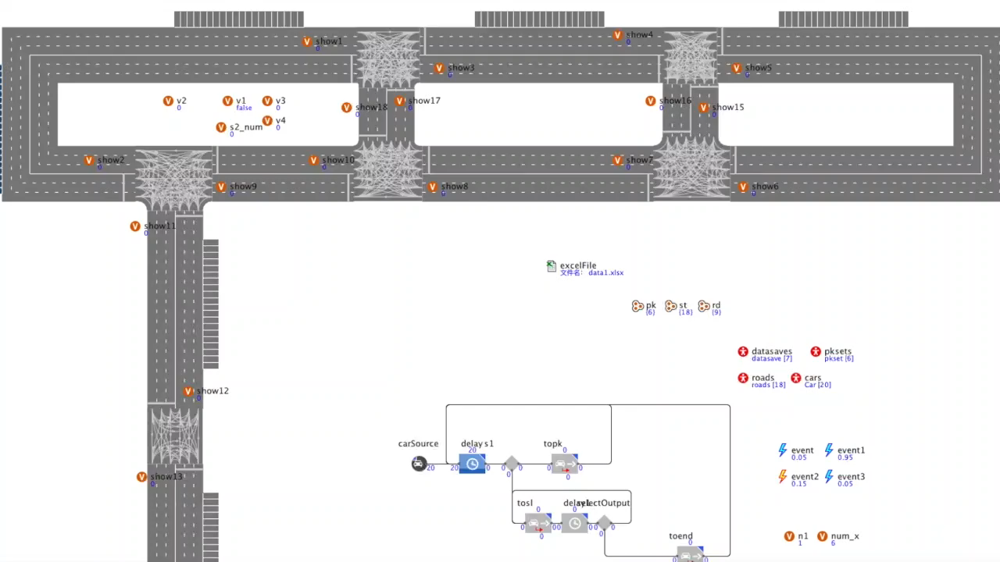 show1
0
show4
0
show3
0
show5
0
v2
0
v1
false
v3
0
show18
0
show17
0
show16
0
show15
0
s2_num
0
v4
0
show2
0
show10
0
show7
0
show9
0
show8
0
show6
0
show11
0
excelFile
文件名: data1.xlsx
pk
(6)
st
(18)
rd
(9)
datasaves
datasave [7]
pksets
pkset [6]
roads
roads [18]
cars
Car [20]
show12
0
carSource
20
delay s1
20
20 0
0 0
0
topk
0
0 0
0
event
0.05
event1
0.95
event2
0.15
event3
0.05
show13
0
tosl
0
0 0
0
0
0 0
0 0
0
selectOutput
n1
1
num_x
6
toend
0
0 0